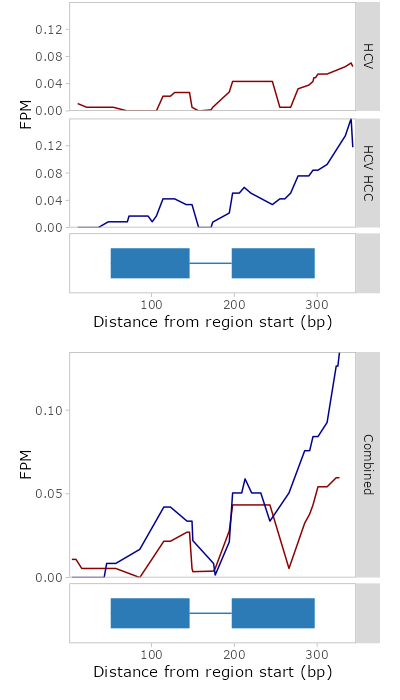 0.12
0.08
0.04
0.00
HCV
FPM
0.12
0.08
0.04
0.00
HCV HCC
100 200 300
Distance from region start (bp)
0.10
0.05
0.00
FPM
Combined
100 200 300
Distance from region start (bp)